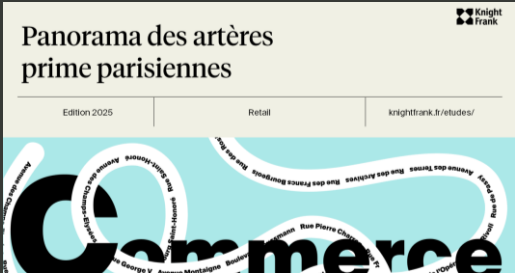 Knight
Frank
Panorama des artères
prime parisiennes
Edition 2025
Retail
knightfrank.fr/etudes/
Avenue des Champs-Elysées
Rue Saint-Honoré
Rue des Francs Bourgeois
Rue des Archives
Avenue des Ternes
Rue de Passy
Rue George V
Avenue Montaigne
Rue Pierre Charron
Commerce